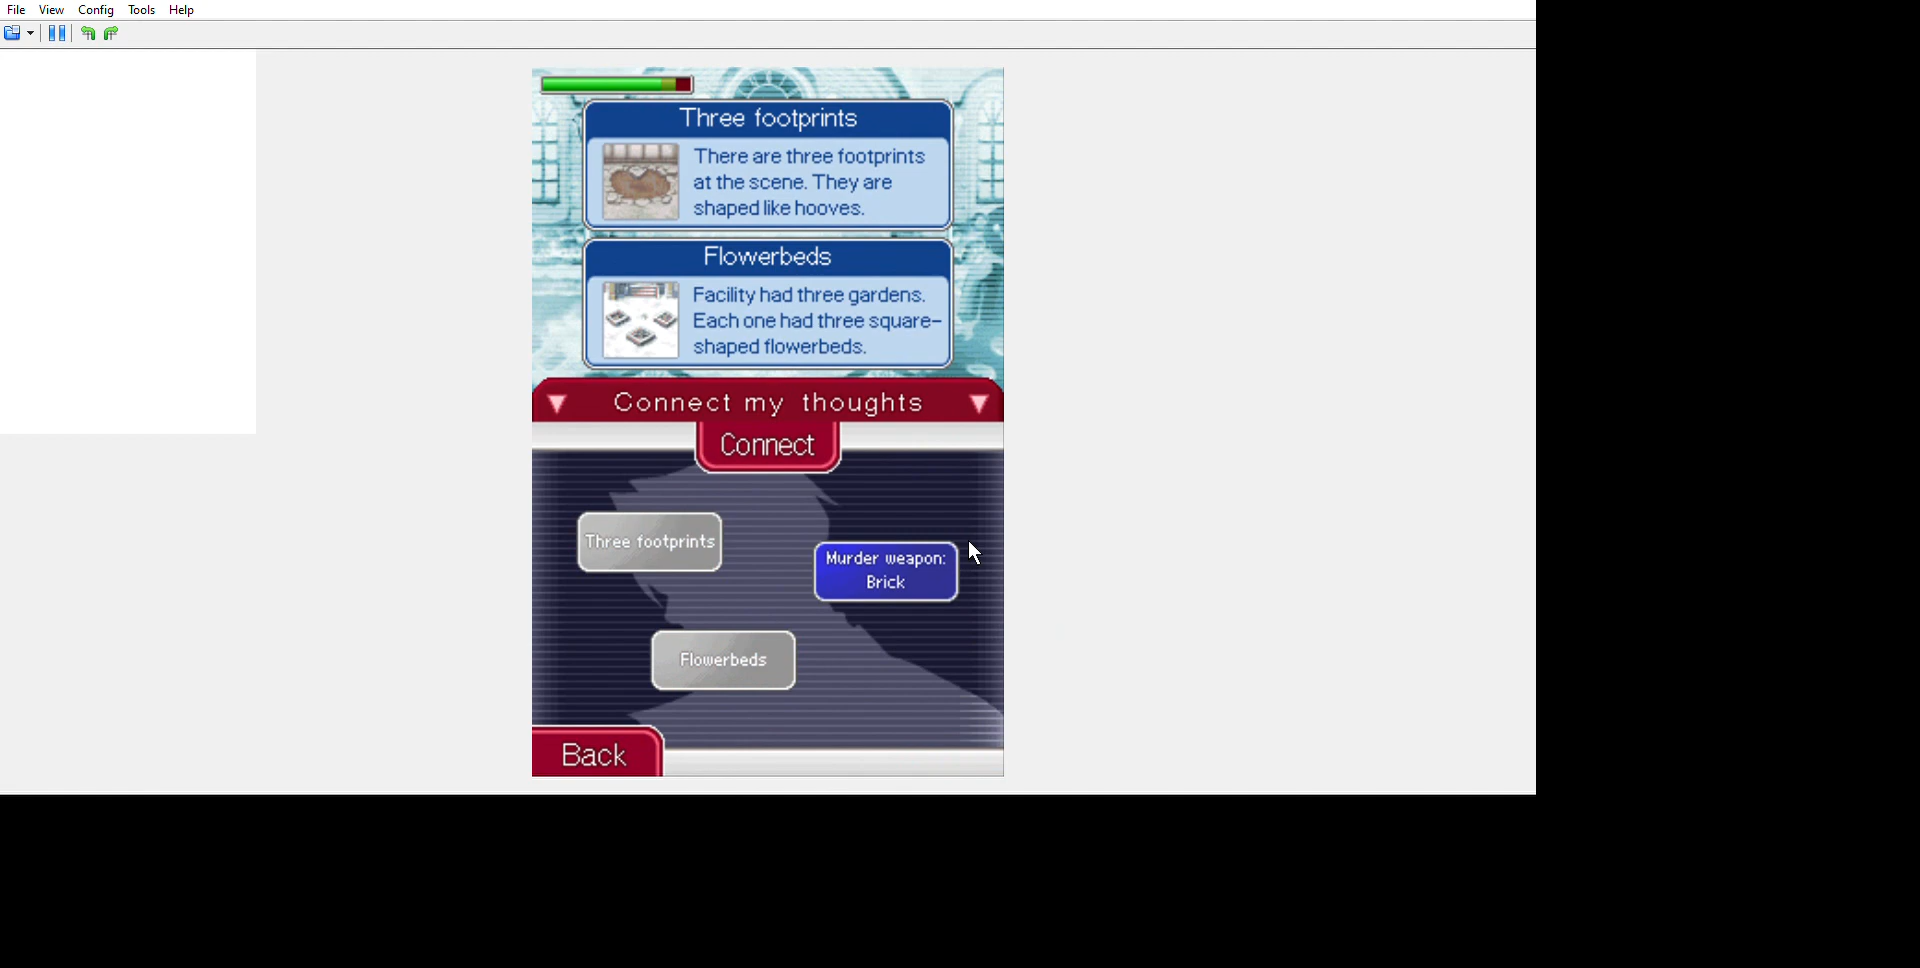 File View Config Tools Help
Three footprints
There are three footprints
at the scene. They are
shaped like hooves.
Flowerbeds
Facility had three gardens.
Each one had three square-
shaped flowerbeds.
Connect my thoughts
Connect
Three footprints
Murder weapon:
Brick
Flowerbeds
Back